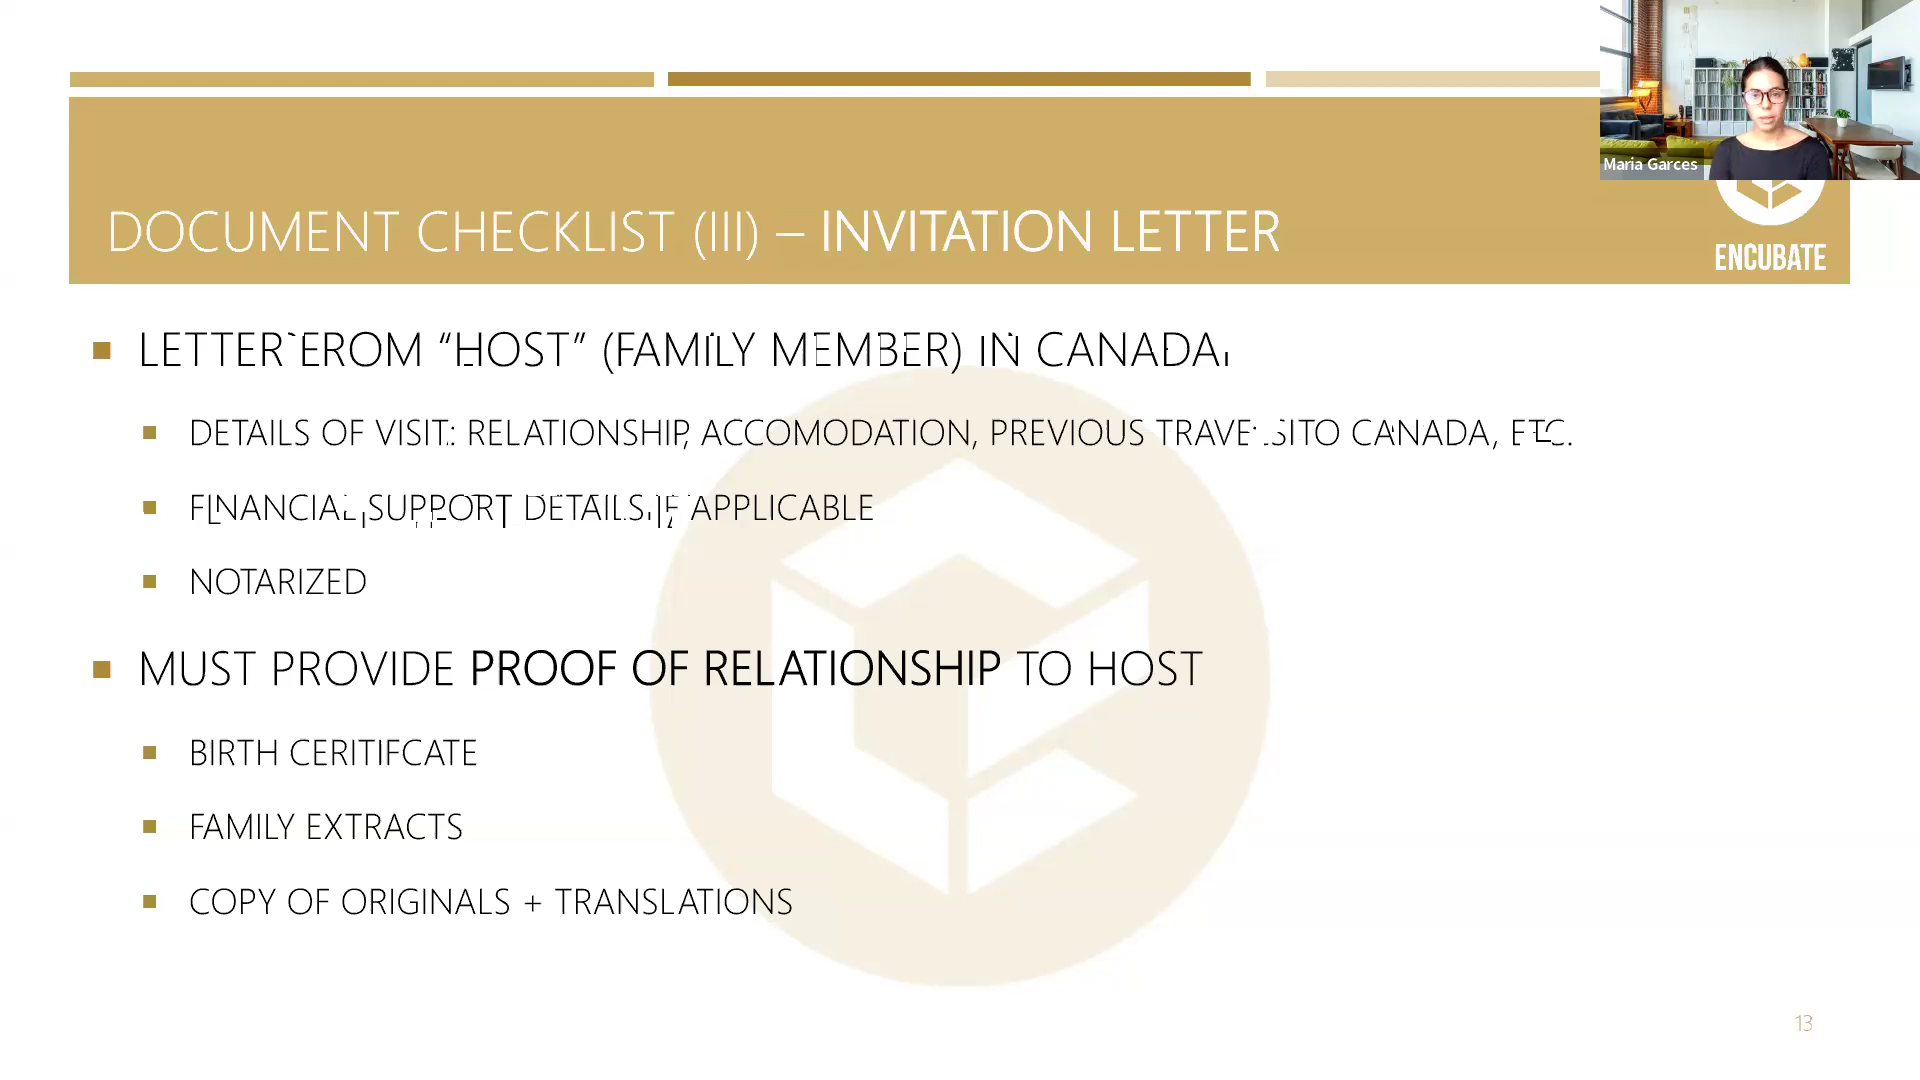 Maria Garces
DOCUMENT CHECKLIST (III) – INVITATION LETTER
ENCUBATE
LETTER FROM “HOST” (FAMILY MEMBER) IN CANADA
DETAILS OF VISIT: RELATIONSHIP, ACCOMODATION, PREVIOUS TRAVELS TO CANADA, ETC.
FINANCIAL SUPPORT DETAILS IF APPLICABLE
NOTARIZED
MUST PROVIDE PROOF OF RELATIONSHIP TO HOST
BIRTH CERITIFCATE
FAMILY EXTRACTS
COPY OF ORIGINALS + TRANSLATIONS
13